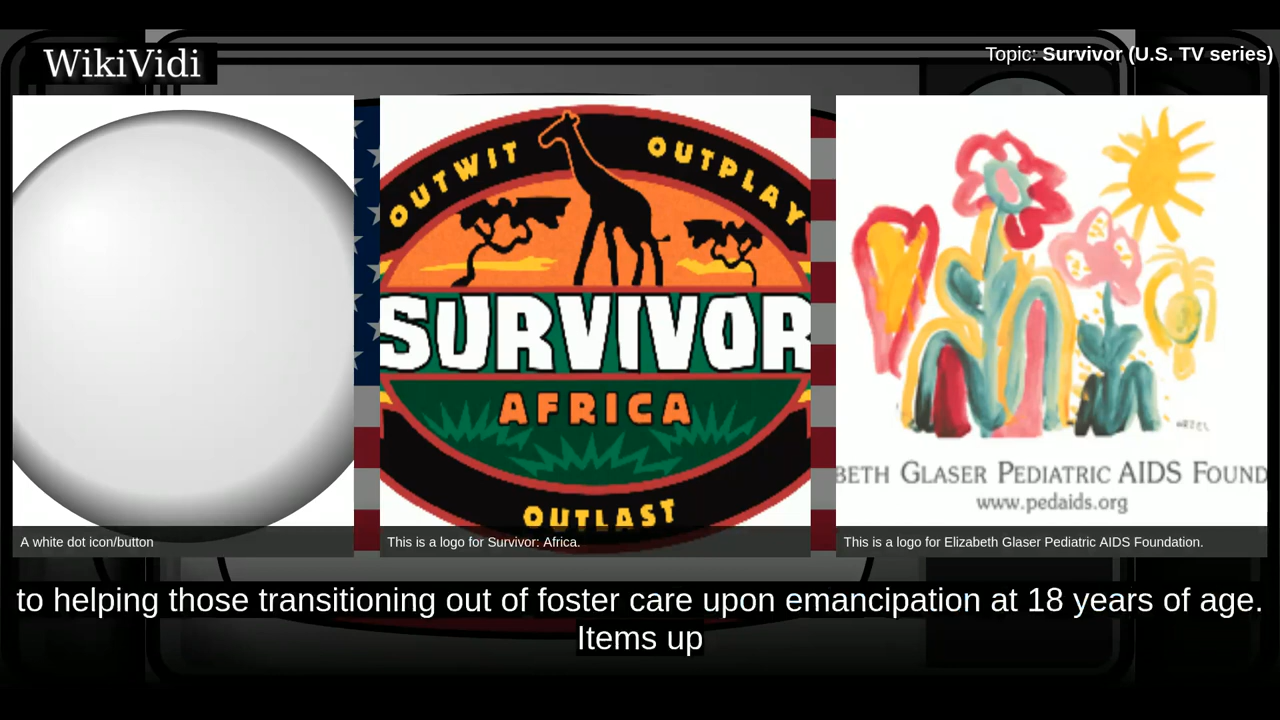 WikiVidi
Topic: Survivor (U.S. TV series)
OUTWIT OUTPLAY
SURVIVOR
AFRICA
OUTLAST
BETH GLASER PEDIATRIC AIDS FOUND
www.pedaids.org
A white dot icon/button
This is a logo for Survivor: Africa.
This is a logo for Elizabeth Glaser Pediatric AIDS Foundation.
to helping those transitioning out of foster care upon emancipation at 18 years of age.
Items up